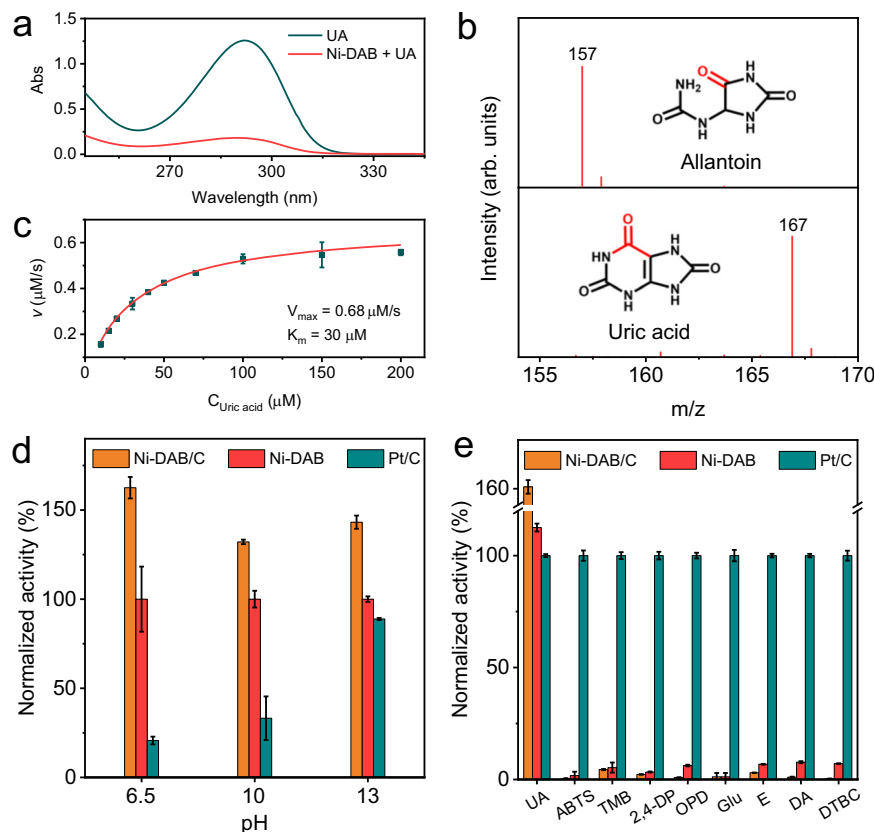 a
UA
Ni-DAB + UA
Abs
1.5
1.0
0.5
0.0
270
300
330
Wavelength (nm)
b
157
NH₂
O
O
H
N
O
N
H
NH
Allantoin
167
O
HN
H
N
O
O
N
H
N
H
Uric acid
Intensity (arb. units)
155
160
165
170
m/z
c
ν (μM/s)
0.6
0.4
0.2
Vmax = 0.68 μM/s
Km = 30 μM
0
50
100
150
200
CUric acid (μM)
d
Ni-DAB/C
Ni-DAB
Pt/C
Normalized activity (%)
150
100
50
0
6.5
10
13
pH
e
Ni-DAB/C
Ni-DAB
Pt/C
Normalized activity (%)
160
100
50
0
UA
ABTS
TMB
2,4-DP
OPD
Glu
E
DA
DTBC